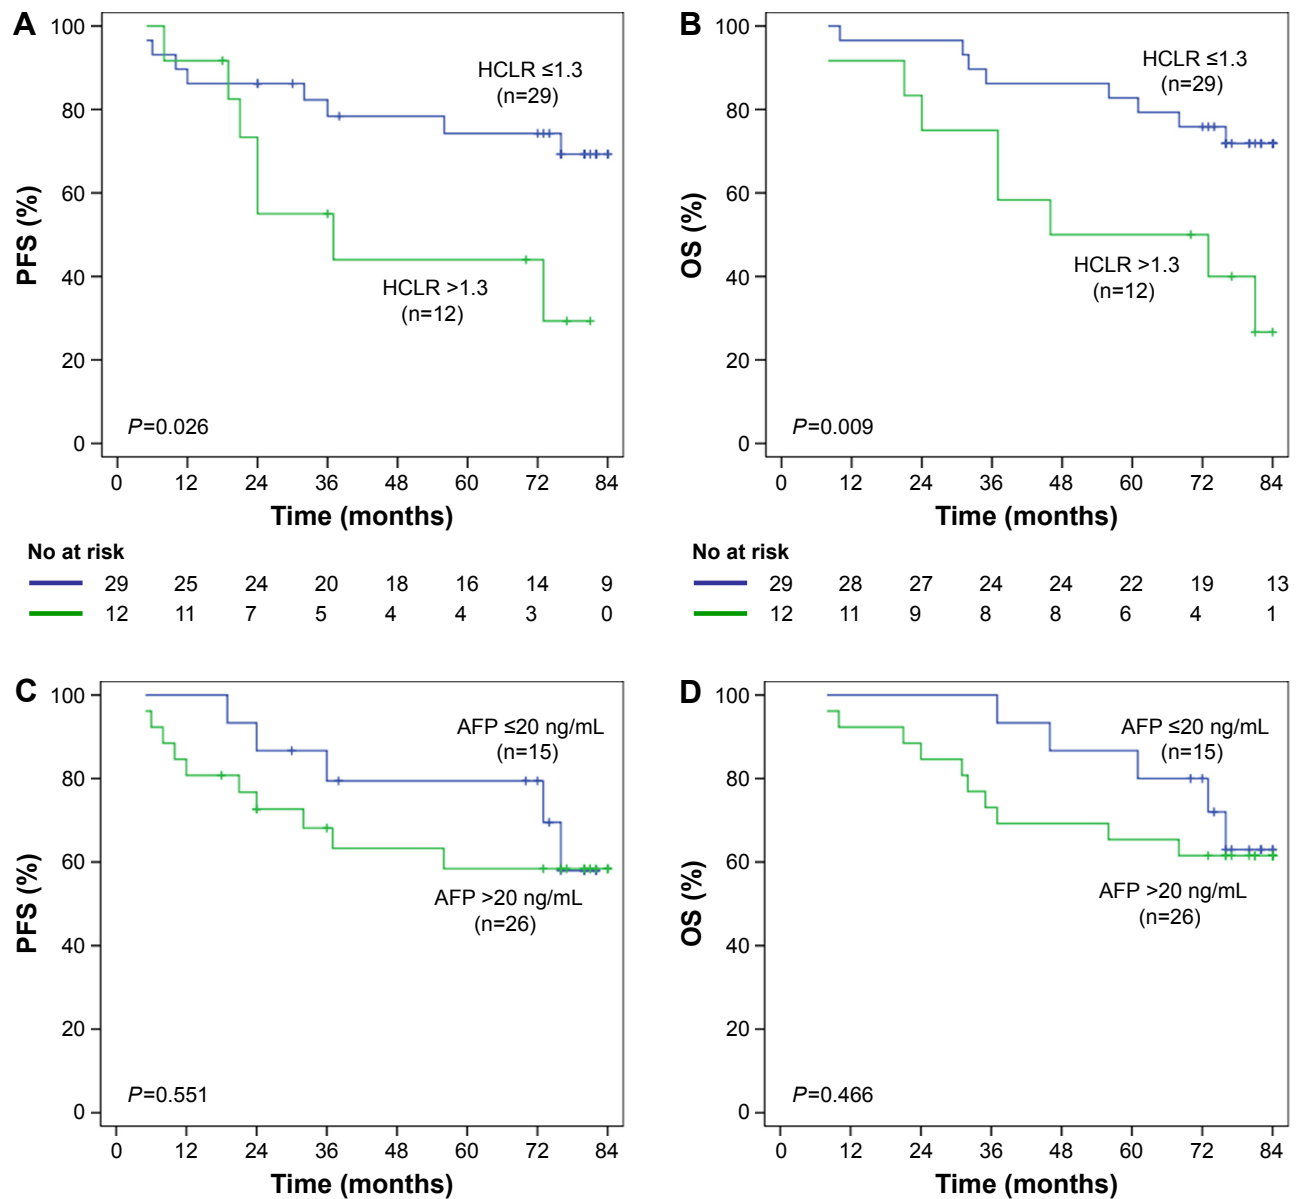 A
100
80
60
40
20
0
PFS (%)
HCLR ≤1.3
(n=29)
HCLR >1.3
(n=12)
P=0.026
0 12 24 36 48 60 72 84
Time (months)
No at risk
29 25 24 20 18 16 14 9
12 11 7 5 4 4 3 0
B
100
80
60
40
20
0
OS (%)
HCLR ≤1.3
(n=29)
HCLR >1.3
(n=12)
P=0.009
0 12 24 36 48 60 72 84
Time (months)
No at risk
29 28 27 24 24 22 19 13
12 11 9 8 8 6 4 1
C
100
80
60
40
20
0
PFS (%)
AFP ≤20 ng/mL
(n=15)
AFP >20 ng/mL
(n=26)
P=0.551
0 12 24 36 48 60 72 84
Time (months)
D
100
80
60
40
20
0
OS (%)
AFP ≤20 ng/mL
(n=15)
AFP >20 ng/mL
(n=26)
P=0.466
0 12 24 36 48 60 72 84
Time (months)